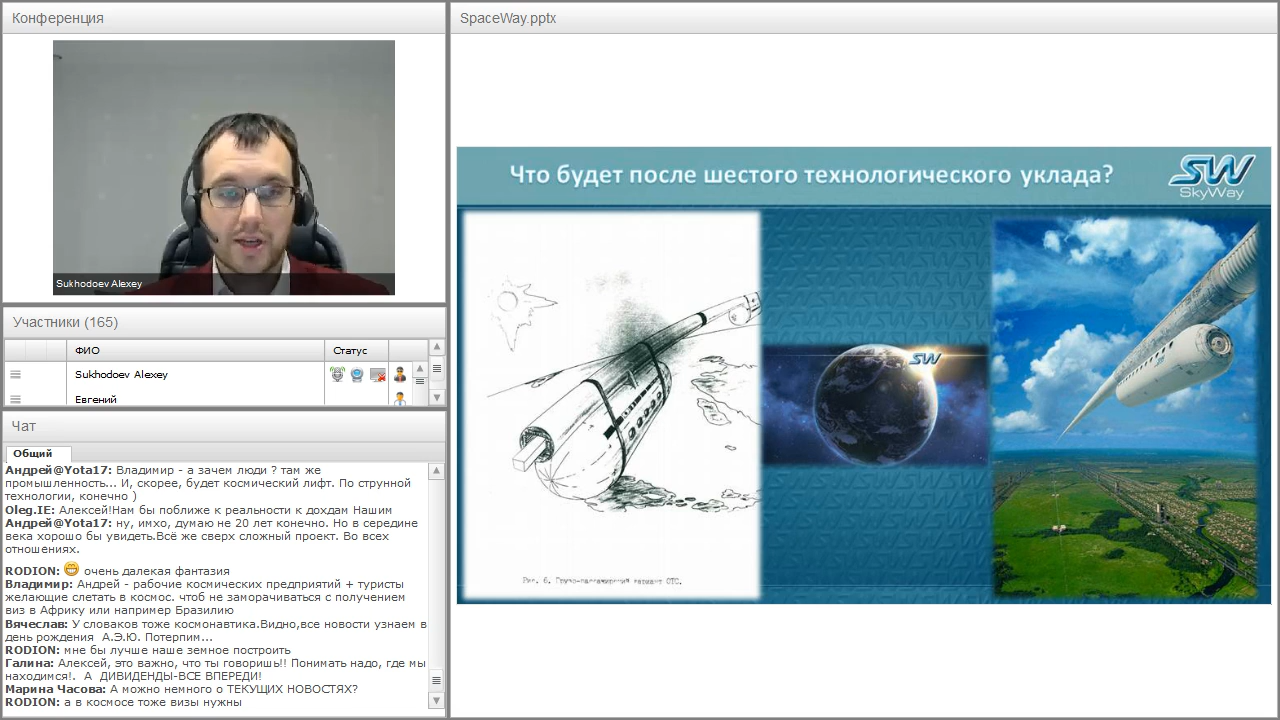 Конференция
Sukhodoev Alexey
Участники (165)
ФИО
Статус
Sukhodoev Alexey
Евгений
Чат
Общий
Андрей@Yota17: Владимир - а зачем люди ? там же
промышленность... И, скорее, будет космический лифт. По струнной
технологии, конечно )
Oleg.IE: Алексей!Нам бы поближе к реальности к дохдам Нашим
Андрей@Yota17: ну, имхо, думаю не 20 лет конечно. Но в середине
века хорошо бы увидеть.Всё же сверх сложный проект. Во всех
отношениях.
RODION: очень далекая фантазия
Владимир: Андрей - рабочие космических предприятий + туристы
желающие слетать в космос. чтоб не заморачиваться с получением
виз в Африку или например Бразилию
Вячеслав: У словаков тоже космонавтика.Видно,все новости узнаем в
день рождения А.Э.Ю. Потерпим...
RODION: мне бы лучше наше земное построить
Галина: Алексей, это важно, что ты говоришь!! Понимать надо, где мы
находимся!. А ДИВИДЕНДЫ-ВСЕ ВПЕРЕДИ!
Марина Часова: А можно немного о ТЕКУЩИХ НОВОСТЯХ?
RODION: а в космосе тоже визы нужны
SpaceWay.pptx
Что будет после шестого технологического уклада?
SW
SkyWay
SW
Рис. 6. Грузо-пассажирский вариант ОТС.